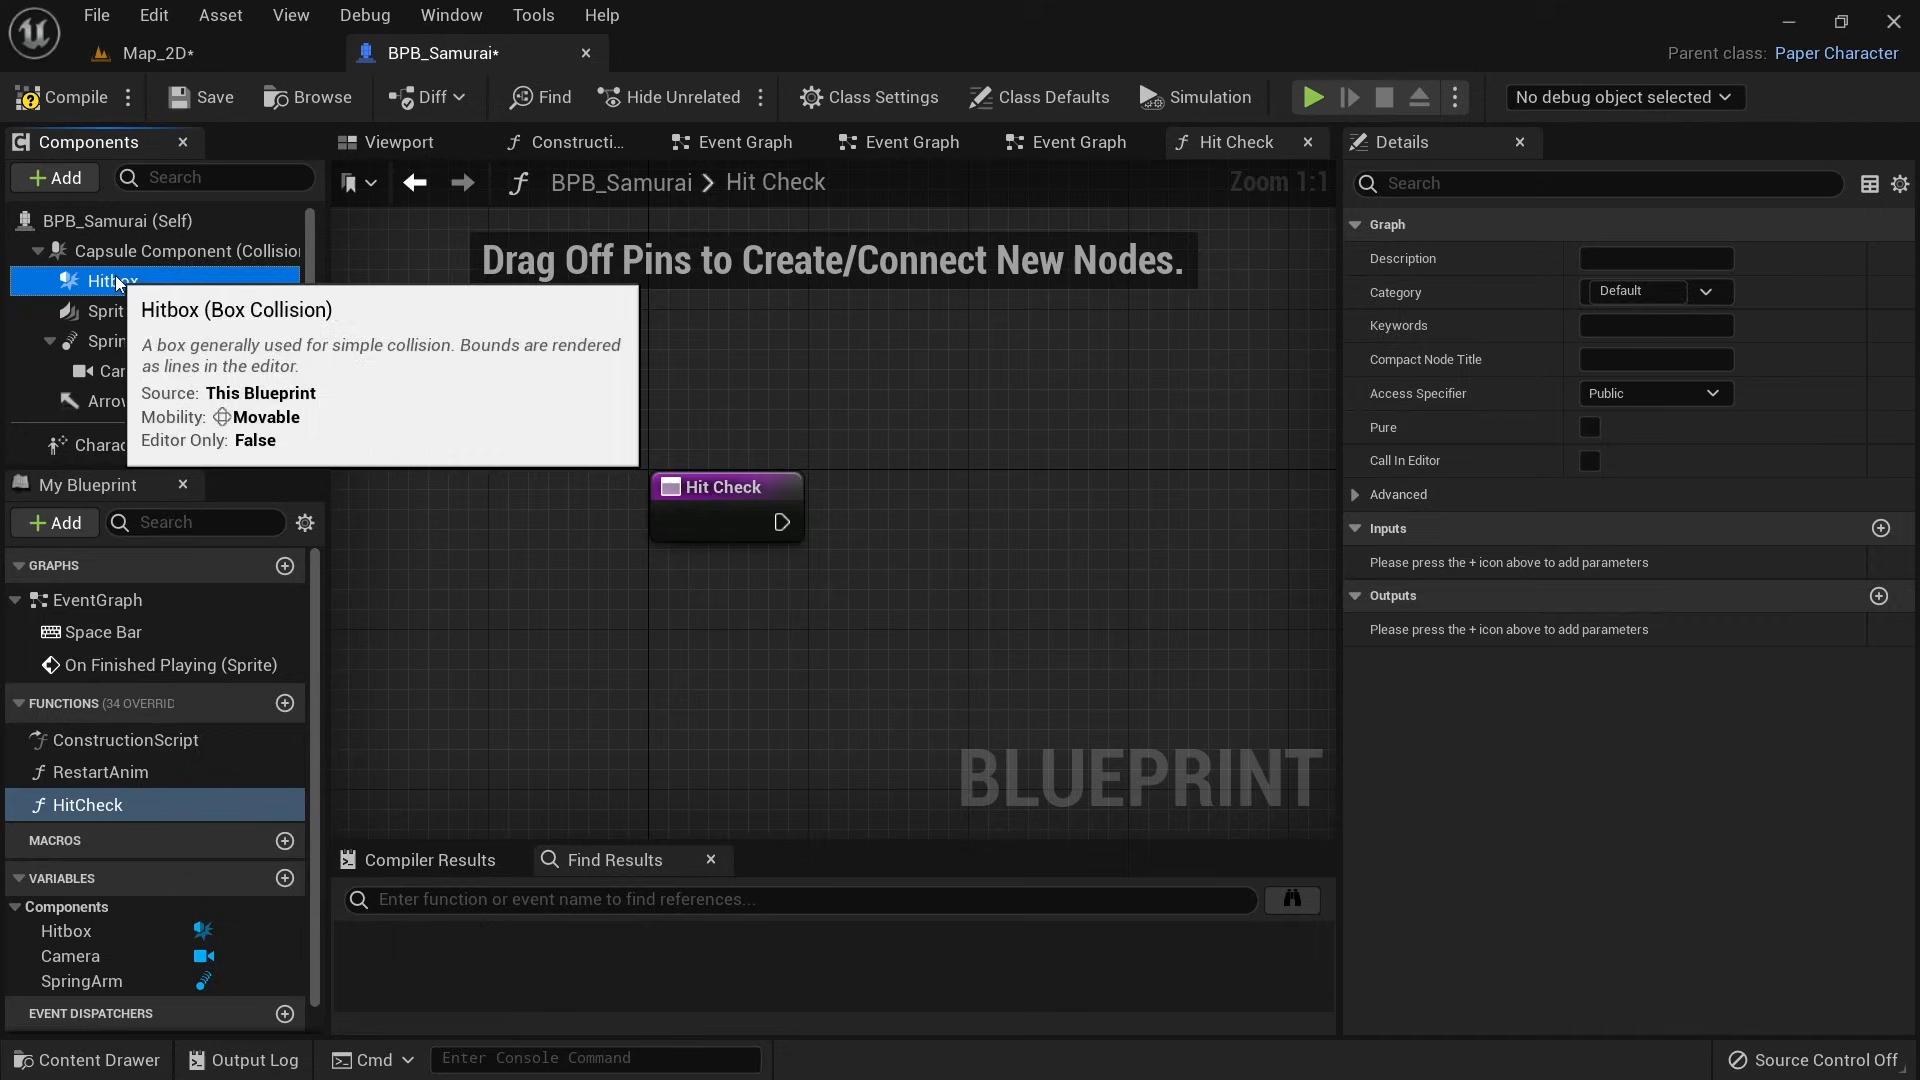 File Edit Asset View Debug Window Tools Help
Map_2D* BPB_Samurai* Parent class: Paper Character
Compile Save Browse Diff Find Hide Unrelated Class Settings Class Defaults Simulation No debug object selected
Components Viewport Constructi... Event Graph Event Graph Event Graph Hit Check Details
Add Search BPB_Samurai Hit Check Zoom 1:1 Search
BPB_Samurai (Self)
Capsule Component (Collision
Hitbox
Sprit
Sprin
Car
Arrow
Charac
Drag Off Pins to Create/Connect New Nodes.
Hitbox (Box Collision)
A box generally used for simple collision. Bounds are rendered
as lines in the editor.
Source: This Blueprint
Mobility: Movable
Editor Only: False
Hit Check
BLUEPRINT
My Blueprint
Add Search
GRAPHS
EventGraph
Space Bar
On Finished Playing (Sprite)
FUNCTIONS (34 OVERRID
ConstructionScript
RestartAnim
HitCheck
MACROS
VARIABLES
Components
Hitbox
Camera
SpringArm
EVENT DISPATCHERS
Compiler Results Find Results
Enter function or event name to find references...
Graph
Description
Category Default
Keywords
Compact Node Title
Access Specifier Public
Pure
Call In Editor
Advanced
Inputs
Please press the + icon above to add parameters
Outputs
Please press the + icon above to add parameters
Content Drawer Output Log Cmd Enter Console Command Source Control Off